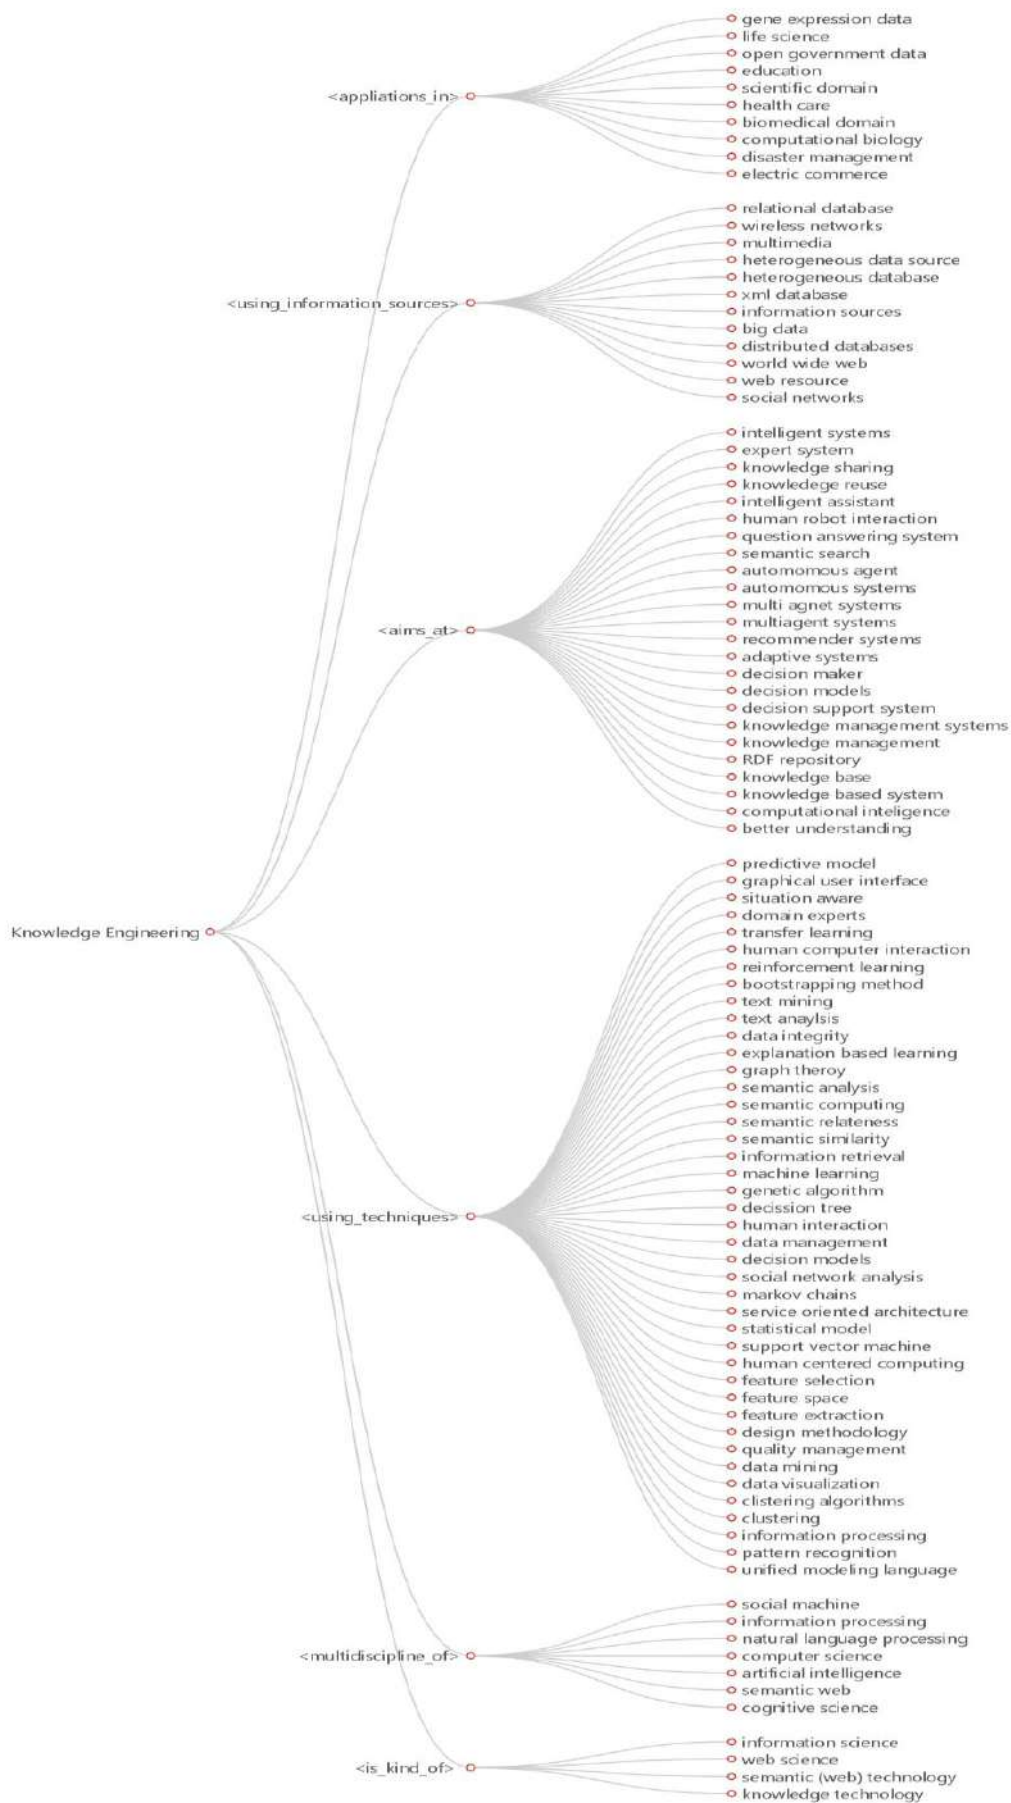 gene expression data
life science
open government data
education
scientific domain
<appliations_in>
health care
biomedical domain
computational biology
disaster management
electric commerce
relational database
wireless networks
multimedia
heterogeneous data source
heterogeneous database
xml database
<using_information_sources>
information sources
big data
distributed databases
world wide web
web resource
social networks
intelligent systems
expert system
knowledge sharing
knowledege reuse
intelligent assistant
human robot interaction
question answering system
semantic search
automomous agent
automomous systems
multi agnet systems
multiagent systems
<aims_at>
recommender systems
adaptive systems
decision maker
decision models
decision support system
knowledge management systems
knowledge management
RDF repository
knowledge base
knowledge based system
computational inteligence
better understanding
predictive model
graphical user interface
situation aware
domain experts
Knowledge Engineering
transfer learning
human computer interaction
reinforcement learning
bootstrapping method
text mining
text anaylsis
data integrity
explanation based learning
graph theroy
semantic analysis
semantic computing
semantic relateness
semantic similarity
information retrieval
machine learning
genetic algorithm
decission tree
<using_techniques>
human interaction
data management
decision models
social network analysis
markov chains
service oriented architecture
statistical model
support vector machine
human centered computing
feature selection
feature space
feature extraction
design methodology
quality management
data mining
data visualization
clistering algorithms
clustering
information processing
pattern recognition
unified modeling language
social machine
information processing
natural language processing
<multidiscipline_of>
computer science
artificial intelligence
semantic web
cognitive science
information science
web science
<is_kind_of>
semantic (web) technology
knowledge technology